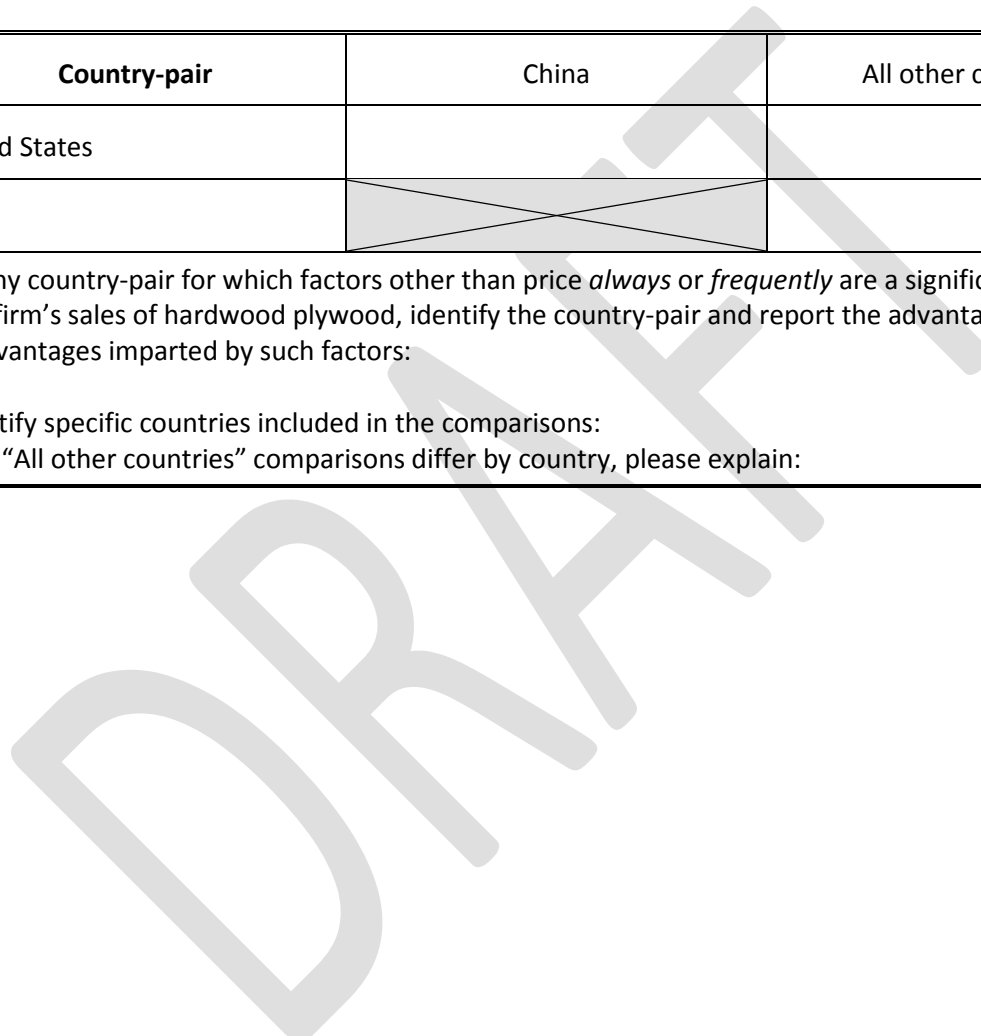 Country-pair China All other c
d States
ny country-pair for which factors other than price always or frequently are a signific
firm’s sales of hardwood plywood, identify the country-pair and report the advanta
vantages imparted by such factors:
tify specific countries included in the comparisons:
“All other countries” comparisons differ by country, please explain:
DRAFT